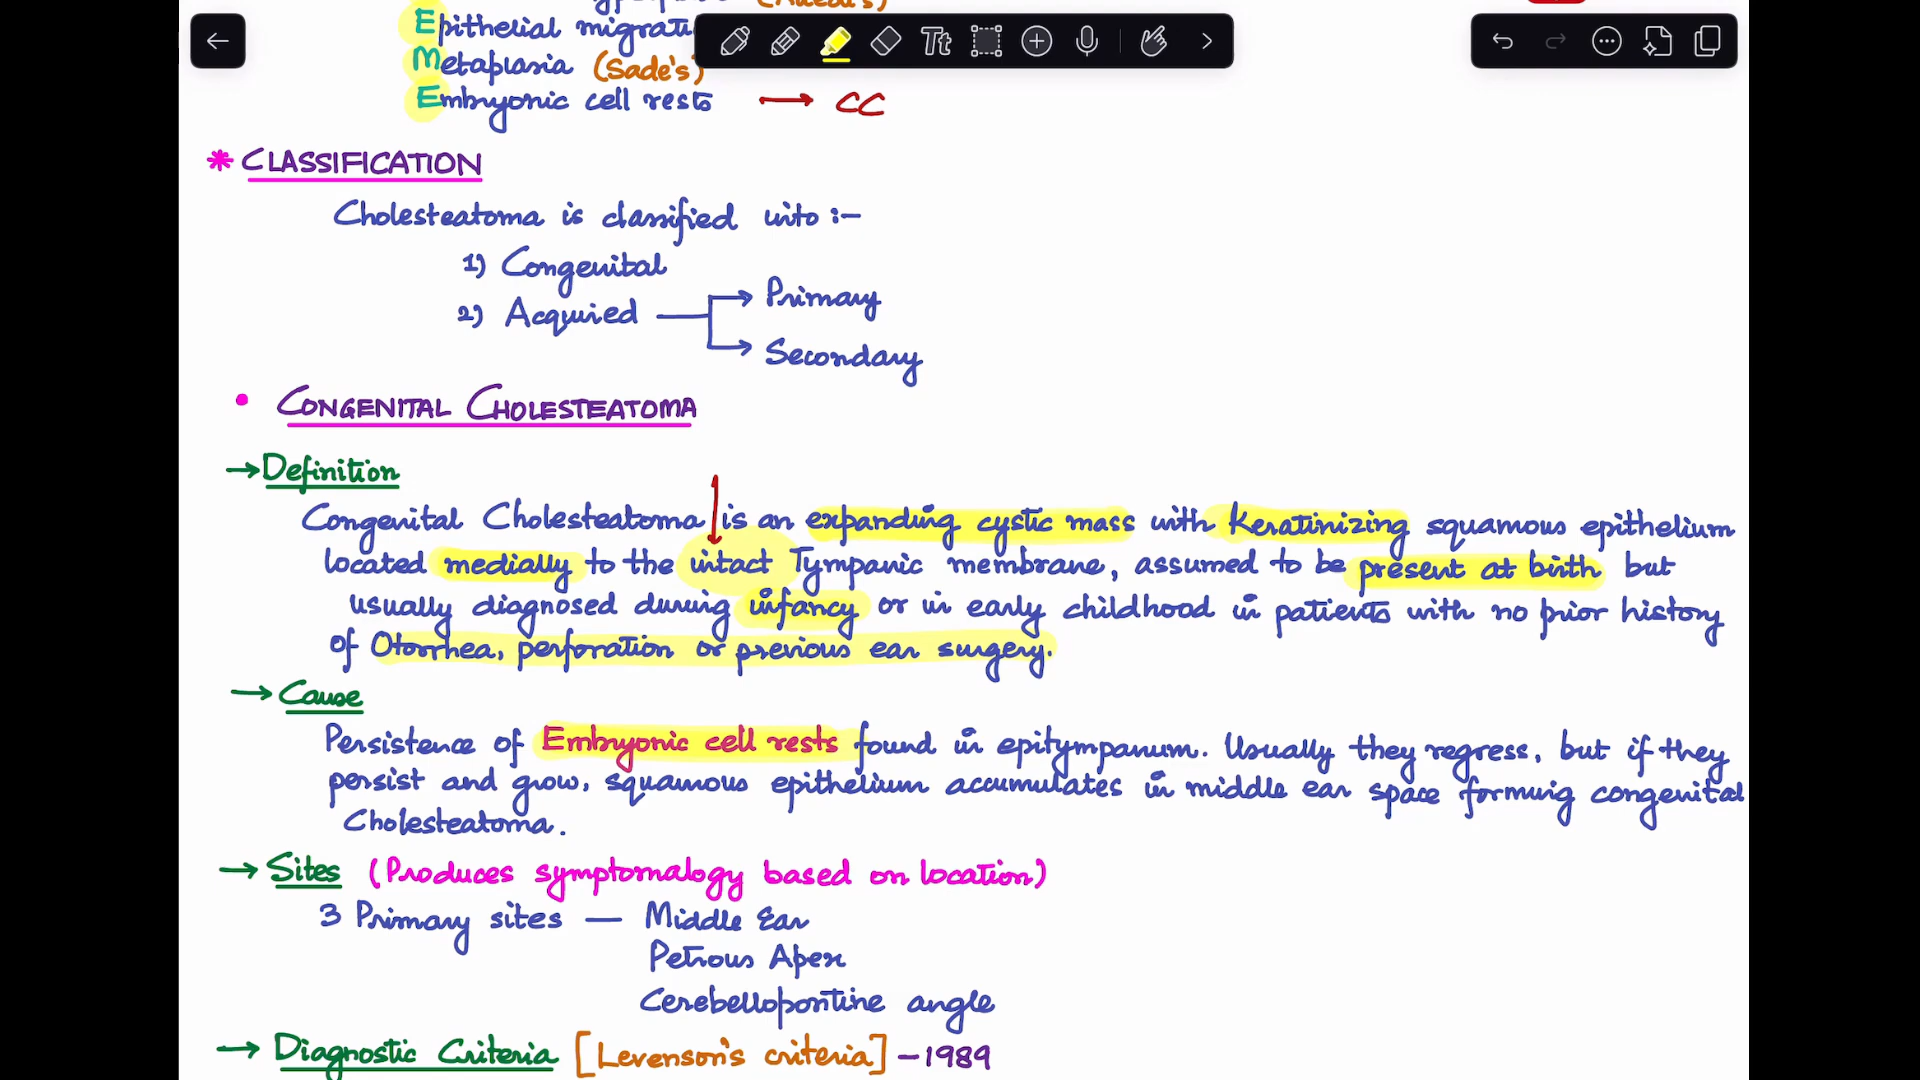 Epithelial migrati
Metaplasia (Sade's)
Embryonic cell rests → CC
* CLASSIFICATION
Cholesteatoma is classified into :-
1) Congenital
2) Acquired → Primary
→ Secondary
• CONGENITAL CHOLESTEATOMA
→ Definition
Congenital Cholesteatoma is an expanding cystic mass with Keratinizing squamous epithelium
located medially to the intact Tympanic membrane, assumed to be present at birth but
usually diagnosed during infancy or in early childhood in patients with no prior history
of Otorrhea, perforation or previous ear surgery.
→ Cause
Persistence of Embryonic cell rests found in epitympanum. Usually they regress, but if they
persist and grow, squamous epithelium accumulates in middle ear space forming congenital
Cholesteatoma.
→ Sites (Produces symptomalogy based on location)
3 Primary sites — Middle Ear
Petrous Apex
Cerebellopontine angle
→ Diagnostic Criteria [Levenson's criteria] - 1989